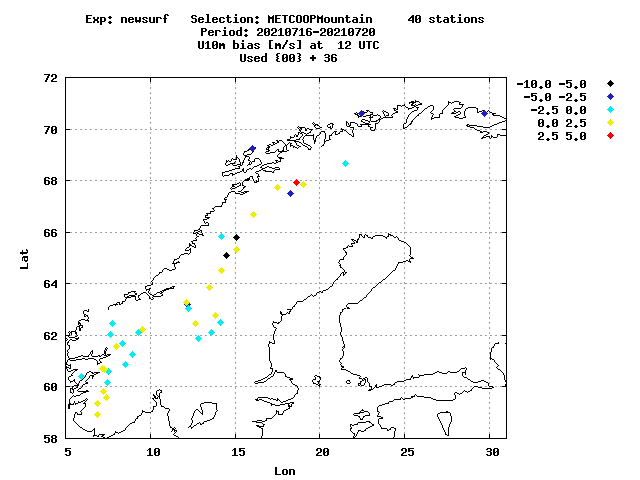 Exp: newsurf   Selection: METCOOPMountain     40 stations
Period: 20210716-20210720
U10m bias [m/s] at  12 UTC
Used {00} + 36
72
70
68
66
64
62
60
58
5 10 15 20 25 30
Lat
Lon
-10.0 -5.0
-5.0 -2.5
-2.5 0.0
0.0 2.5
2.5 5.0